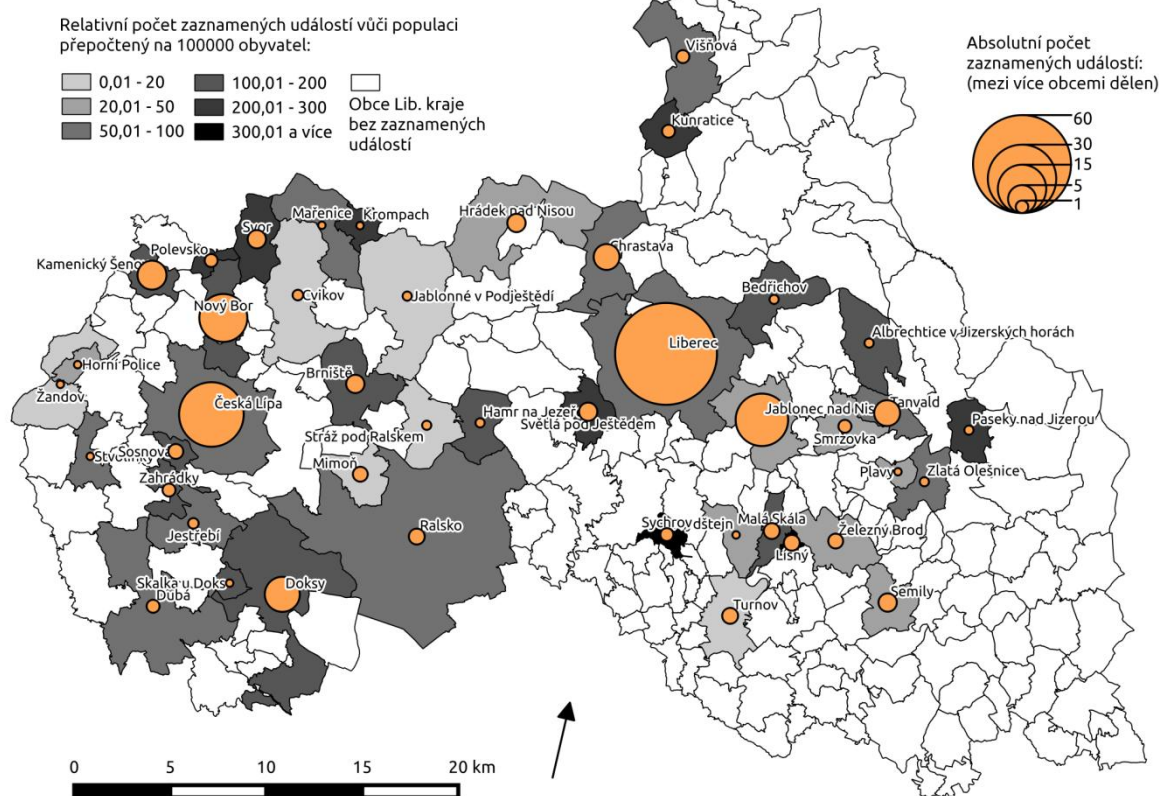 Relativní počet zaznamených událostí vůči populaci
přepočtený na 100000 obyvatel:
0,01 - 20
20,01 - 50
50,01 - 100
100,01 - 200
200,01 - 300
300,01 a více
Obce Lib. kraje
bez zaznamených
událostí
Absolutní počet
zaznamených událostí:
(mezi více obcemi dělen)
60
30
15
5
1
Višňová
Kunratice
Mařenice
Krompach
Hrádek nad Nisou
Svor
Polevsko
Chrastava
Kamenický Šeno
Cvikov
Jablonné v Podještědí
Bedřichov
Nový Bor
Albrechtice v Jizerských horách
Liberec
Horní Police
Brniště
Žandov
Česká Lípa
Hamr na Jezeř
Světlá pod Ještědem
Jablonec nad Nis
Tanvald
Paseky nad Jizerou
Stráž pod Ralskem
Smržovka
Sosnová
Mimoň
Plavy
Zlatá Olešnice
Zahrádky
Jestřebí
Ralsko
Sychrov
dštejn
Malá Skála
Železný Brod
Líšný
Skalka u Doks
Doksy
Dubá
Turnov
Semily
0
5
10
15
20 km